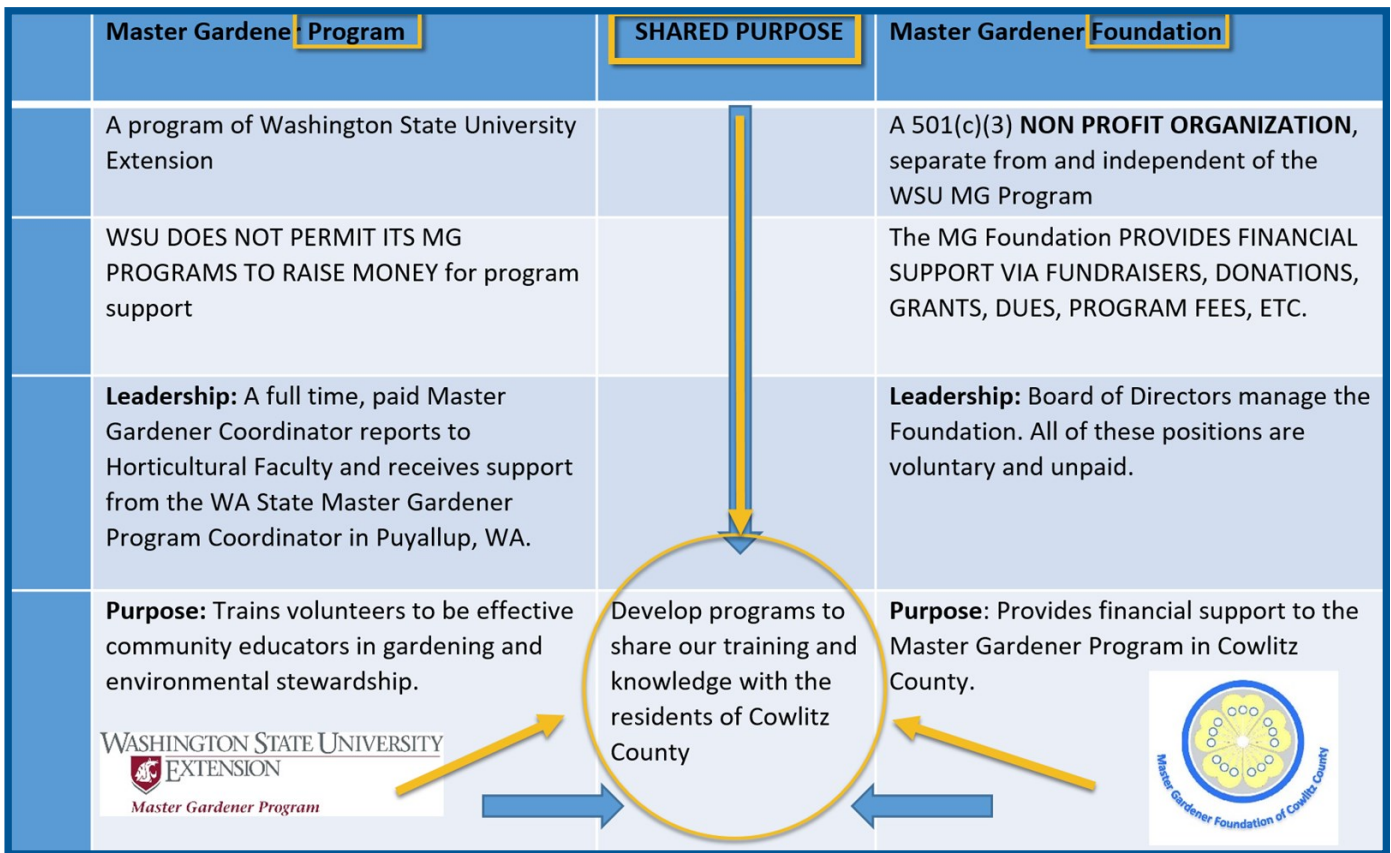 Master Gardener Program
SHARED PURPOSE
Master Gardener Foundation
A program of Washington State University
Extension
A 501(c)(3) NON PROFIT ORGANIZATION,
separate from and independent of the
WSU MG Program
WSU DOES NOT PERMIT ITS MG
PROGRAMS TO RAISE MONEY for program
support
The MG Foundation PROVIDES FINANCIAL
SUPPORT VIA FUNDRAISERS, DONATIONS,
GRANTS, DUES, PROGRAM FEES, ETC.
Leadership: A full time, paid Master
Gardener Coordinator reports to
Horticultural Faculty and receives support
from the WA State Master Gardener
Program Coordinator in Puyallup, WA.
Leadership: Board of Directors manage the
Foundation. All of these positions are
voluntary and unpaid.
Purpose: Trains volunteers to be effective
community educators in gardening and
environmental stewardship.
WASHINGTON STATE UNIVERSITY
EXTENSION
Master Gardener Program
Develop programs to
share our training and
knowledge with the
residents of Cowlitz
County
Purpose: Provides financial support to the
Master Gardener Program in Cowlitz
County.
Master Gardener Foundation of Cowlitz County